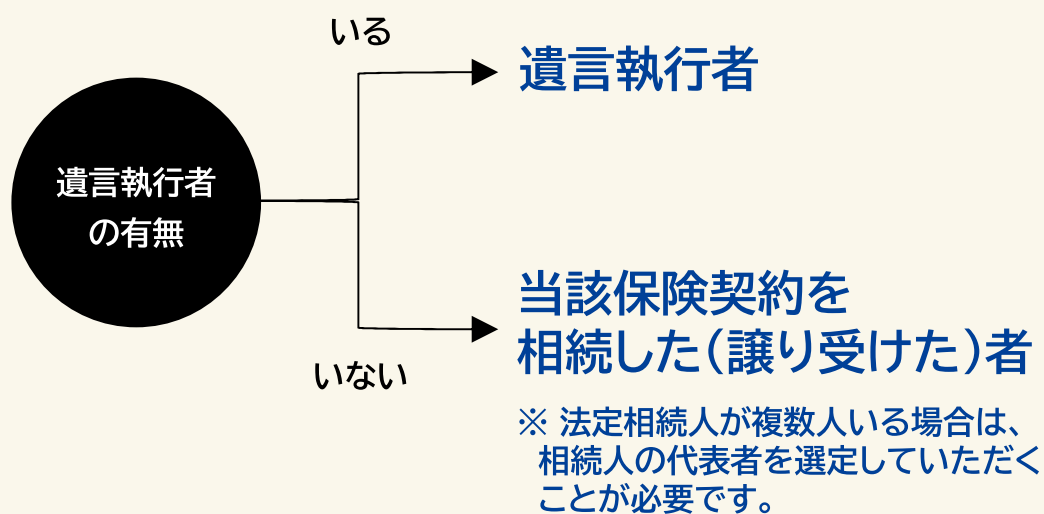 いる
遺言執行者
遺言執行者
の有無
当該保険契約を
相続した（譲り受けた）者
いない
※ 法定相続人が複数人いる場合は、
相続人の代表者を選定していただく
ことが必要です。